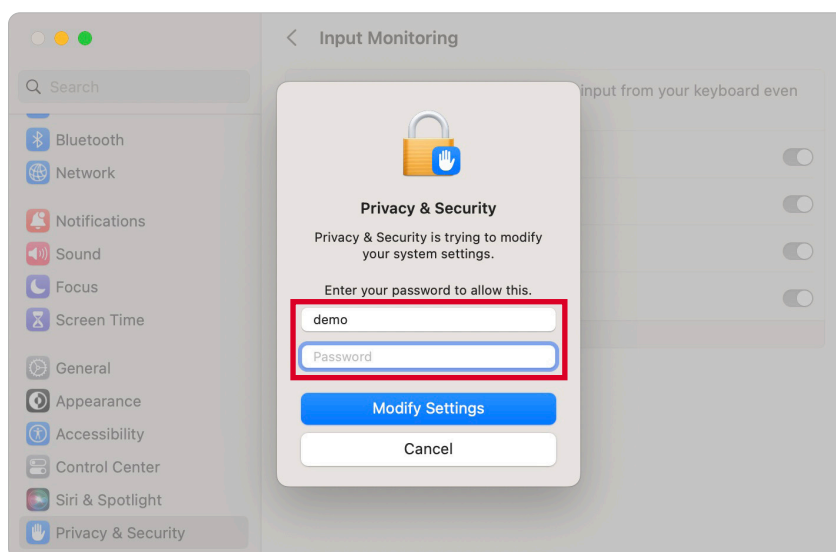 Input Monitoring
Search
input from your keyboard even
Bluetooth
Network
Notifications
Sound
Focus
Screen Time
General
Appearance
Accessibility
Control Center
Siri & Spotlight
Privacy & Security
Privacy & Security
Privacy & Security is trying to modify
your system settings.
Enter your password to allow this.
demo
Password
Modify Settings
Cancel